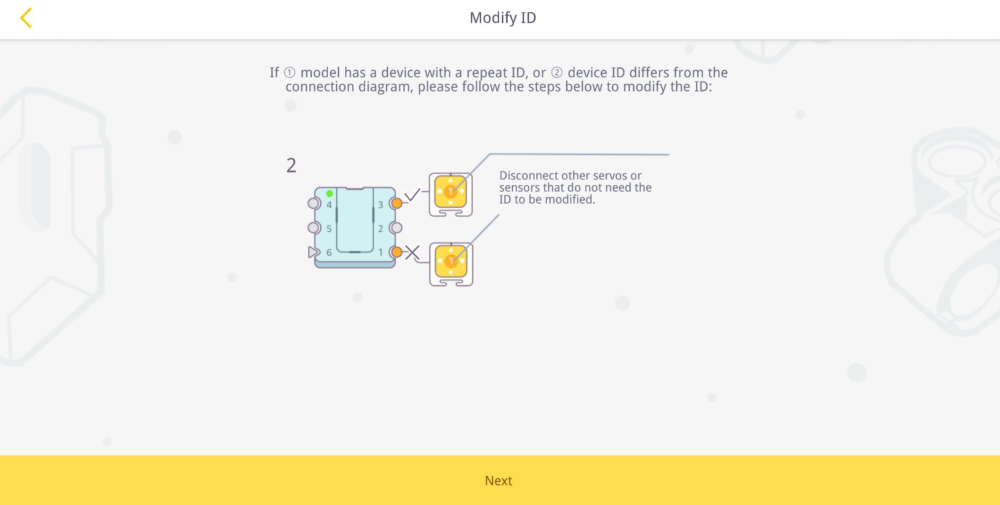 Modify ID
If ① model has a device with a repeat ID, or ② device ID differs from the
connection diagram, please follow the steps below to modify the ID:
2
Disconnect other servos or
sensors that do not need the
ID to be modified.
4 3
5 2
6 1
1
1
Next